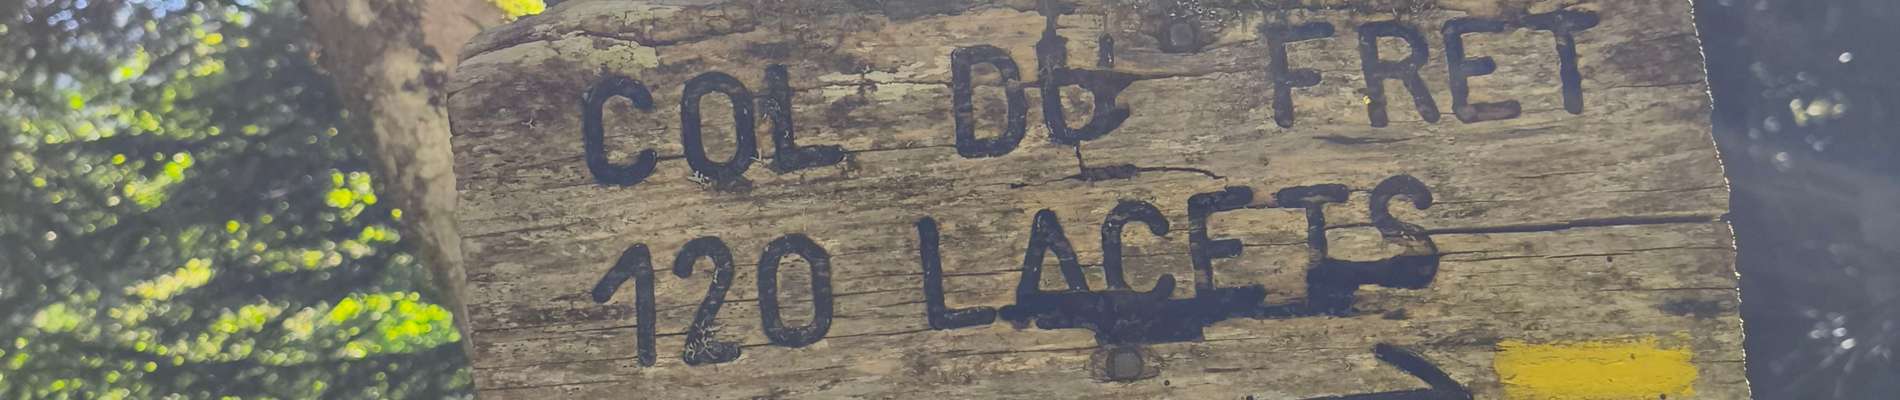 COL DU FRET
120 LACETS